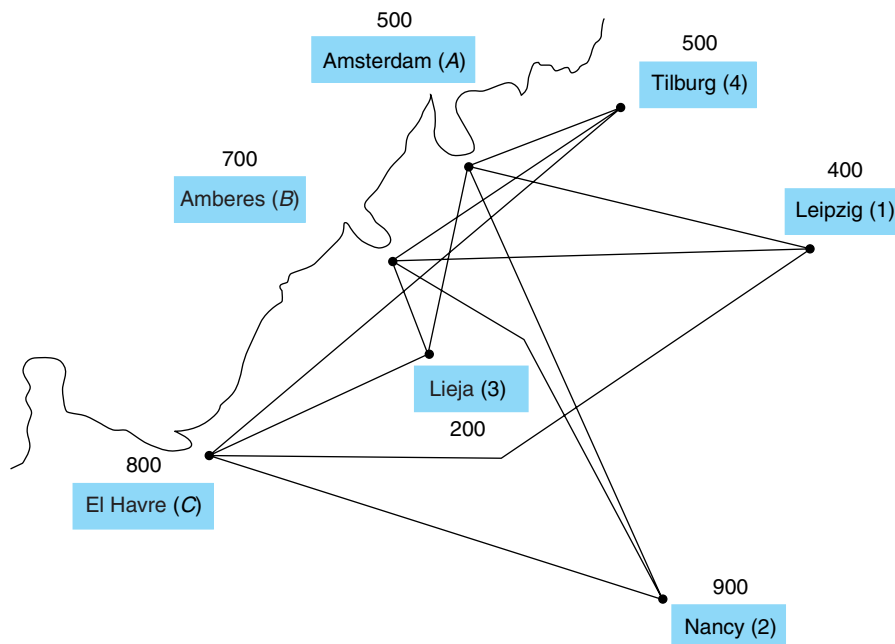 500
Amsterdam (A)
500
Tilburg (4)
700
Amberes (B)
400
Leipzig (1)
Lieja (3)
200
800
El Havre (C)
900
Nancy (2)